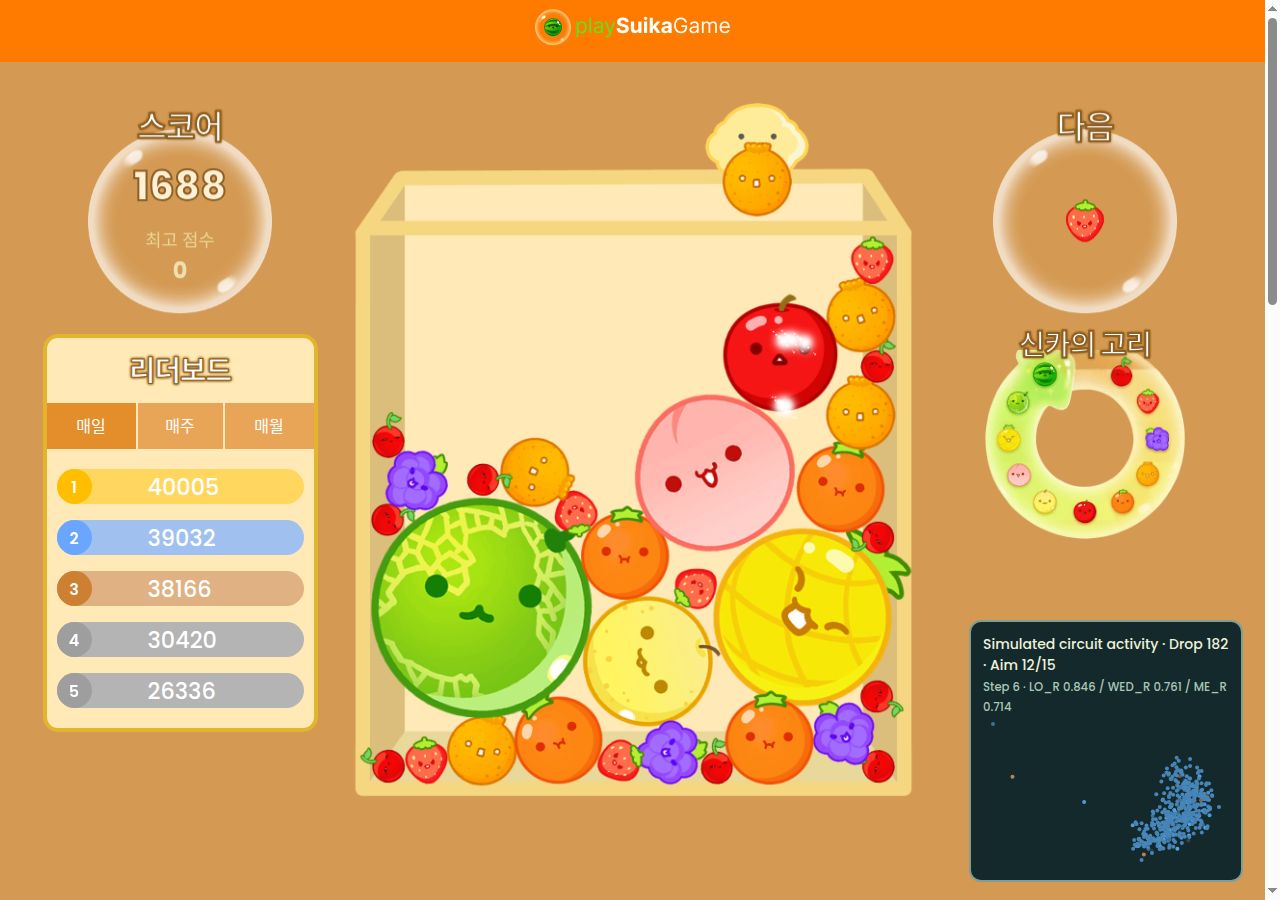 playSuikaGame
스코어
1688
최고 점수
0
다음
신카의 고리
리더보드
매일
매주
매월
1 40005
2 39032
3 38166
4 30420
5 26336
Simulated circuit activity · Drop 182
· Aim 12/15
Step 6 · LO_R 0.846 / WED_R 0.761 / ME_R
0.714